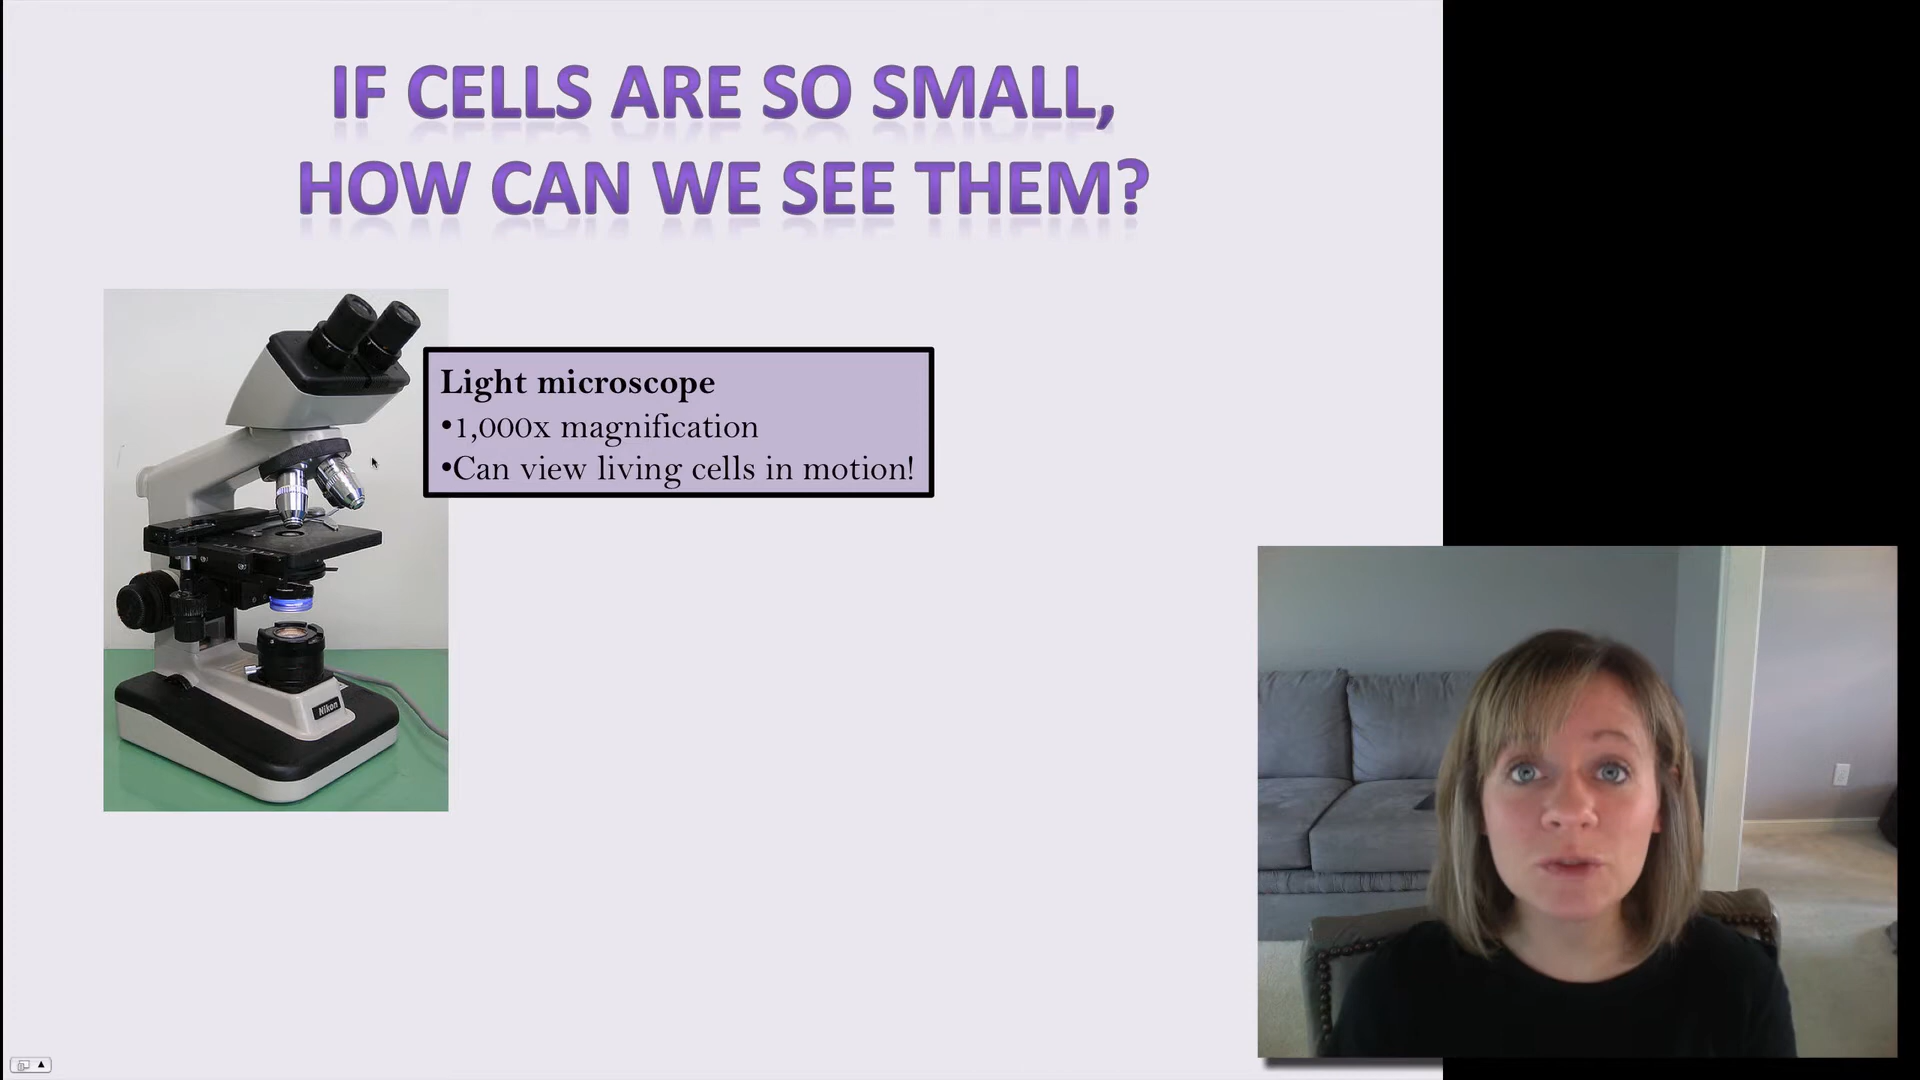 IF CELLS ARE SO SMALL,
HOW CAN WE SEE THEM?
Light microscope
•1,000x magnification
•Can view living cells in motion!
Nikon